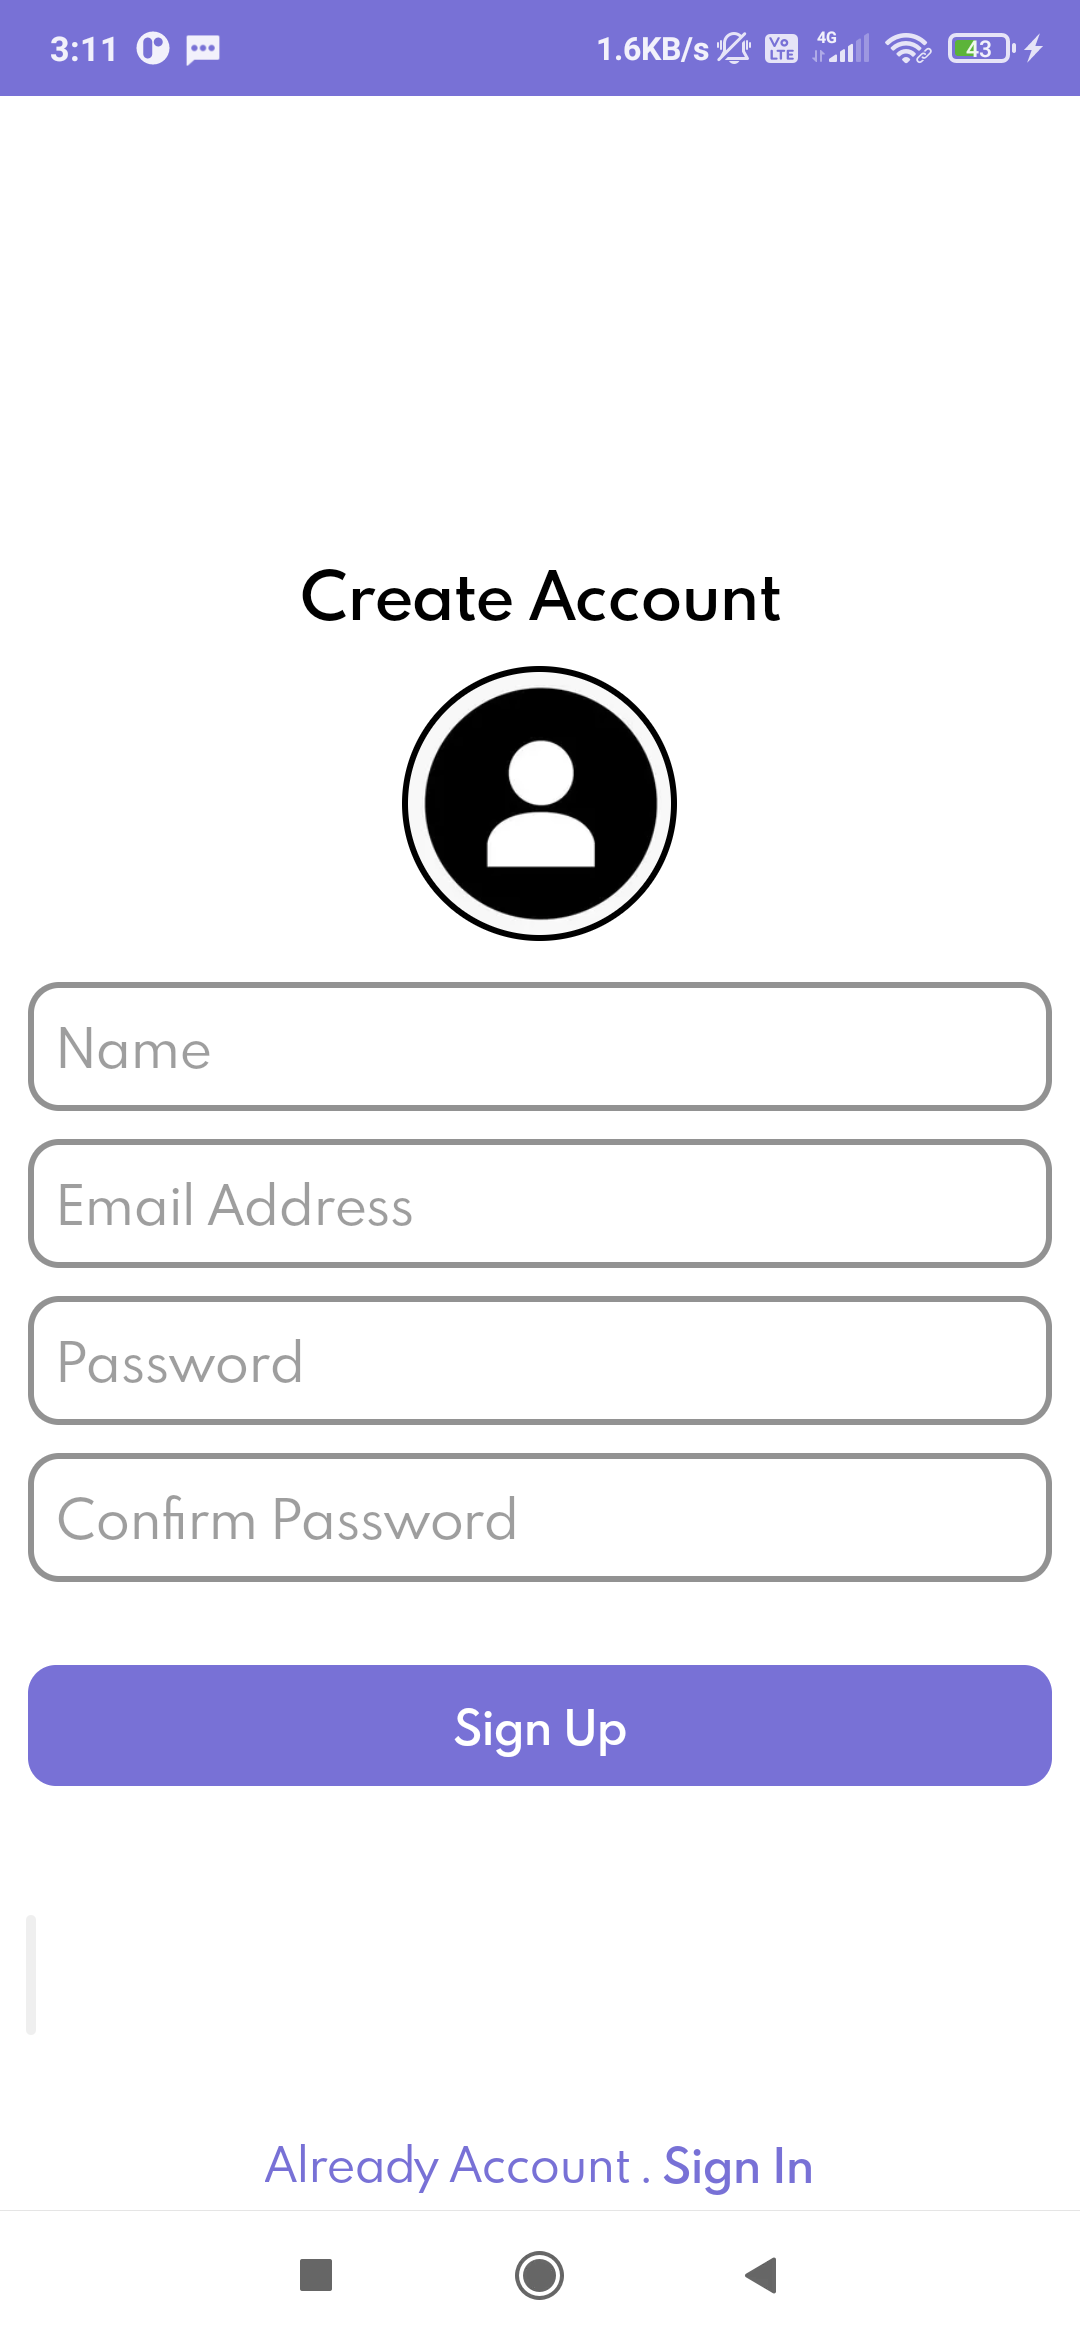 3:11 1.6KB/s Vo LTE 4G 43
Create Account
Name
Email Address
Password
Confirm Password
Sign Up
Already Account . Sign In